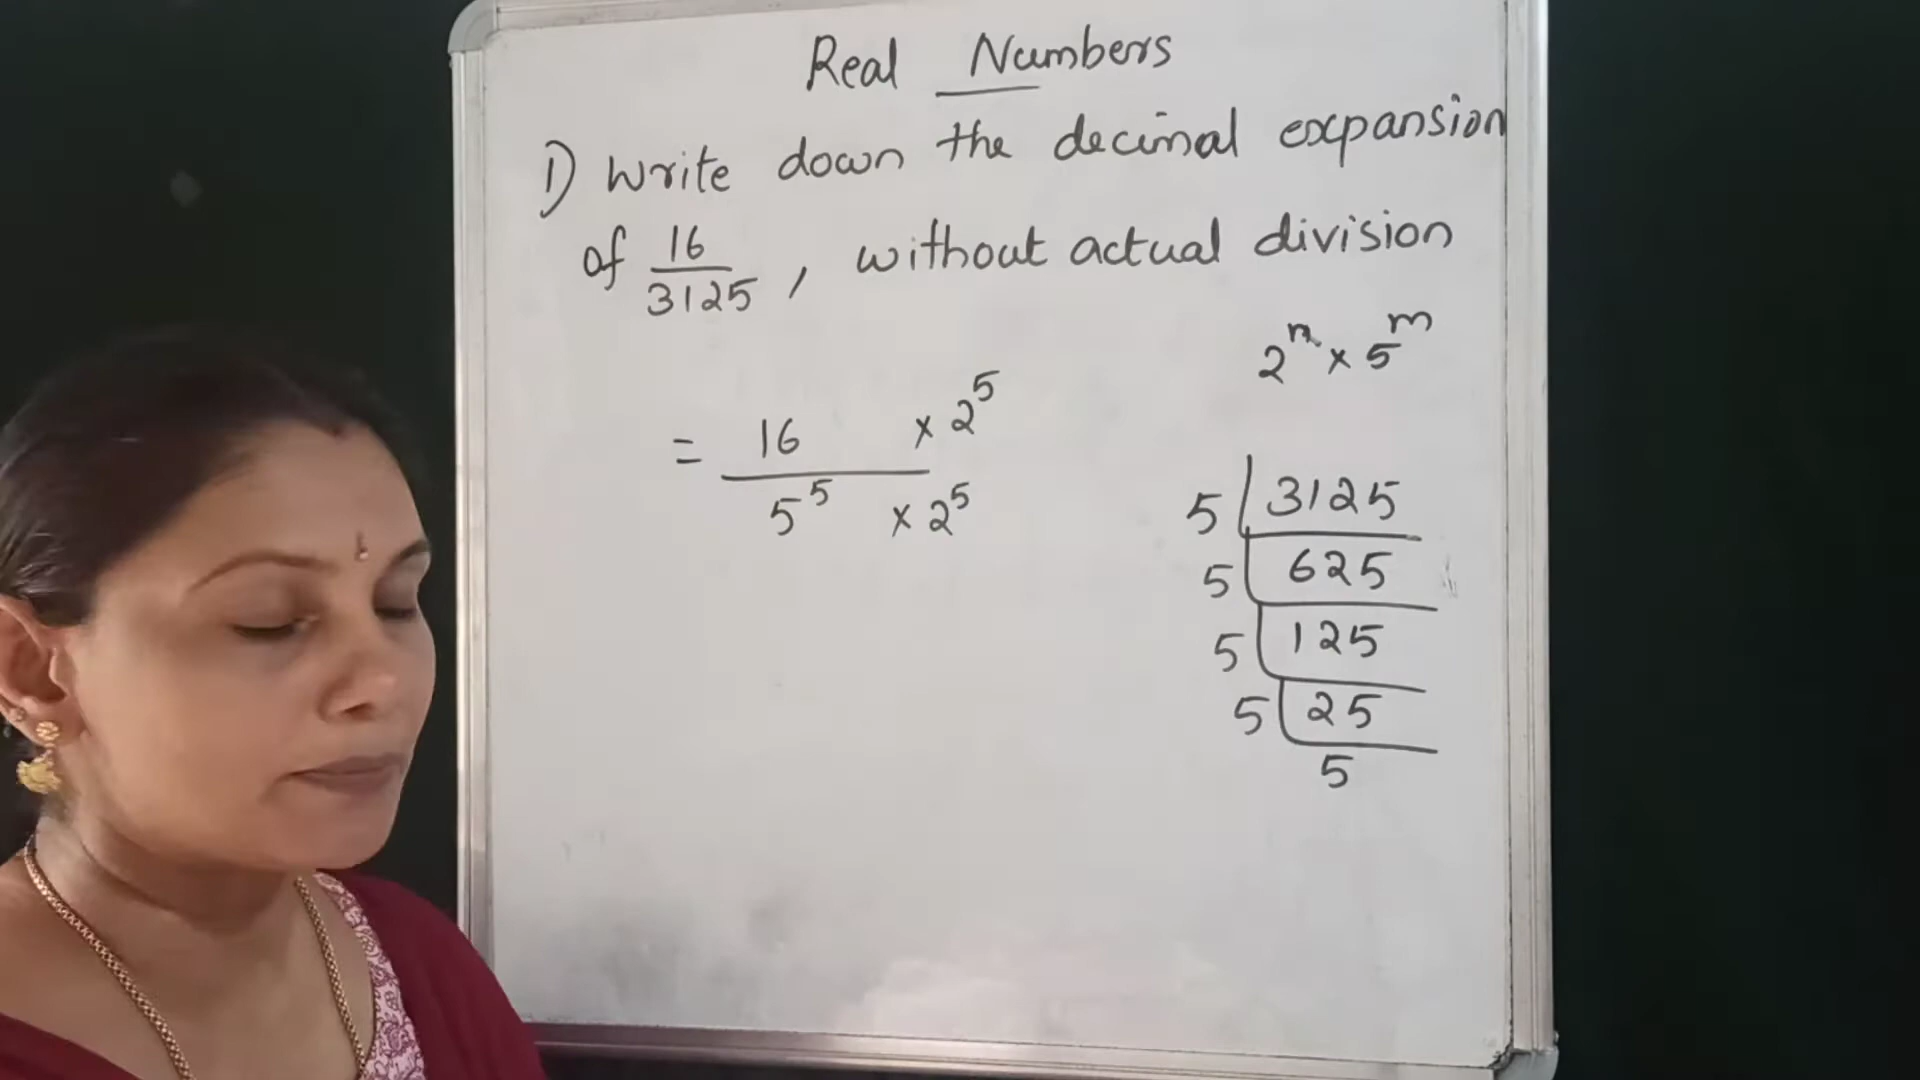 Real Numbers
1) Write down the decimal expansion
of 16/3125, without actual division
2^n × 5^m
= 16 × 2^5
5^5 × 2^5
5 | 3125
5 | 625
5 | 125
5 | 25
5